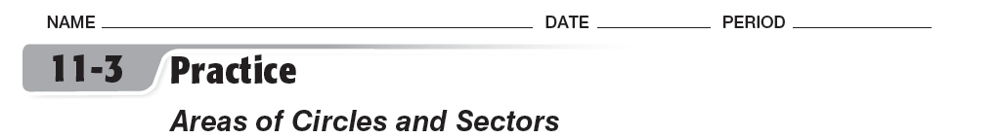 NAME DATE PERIOD
11-3 Practice
Areas of Circles and Sectors